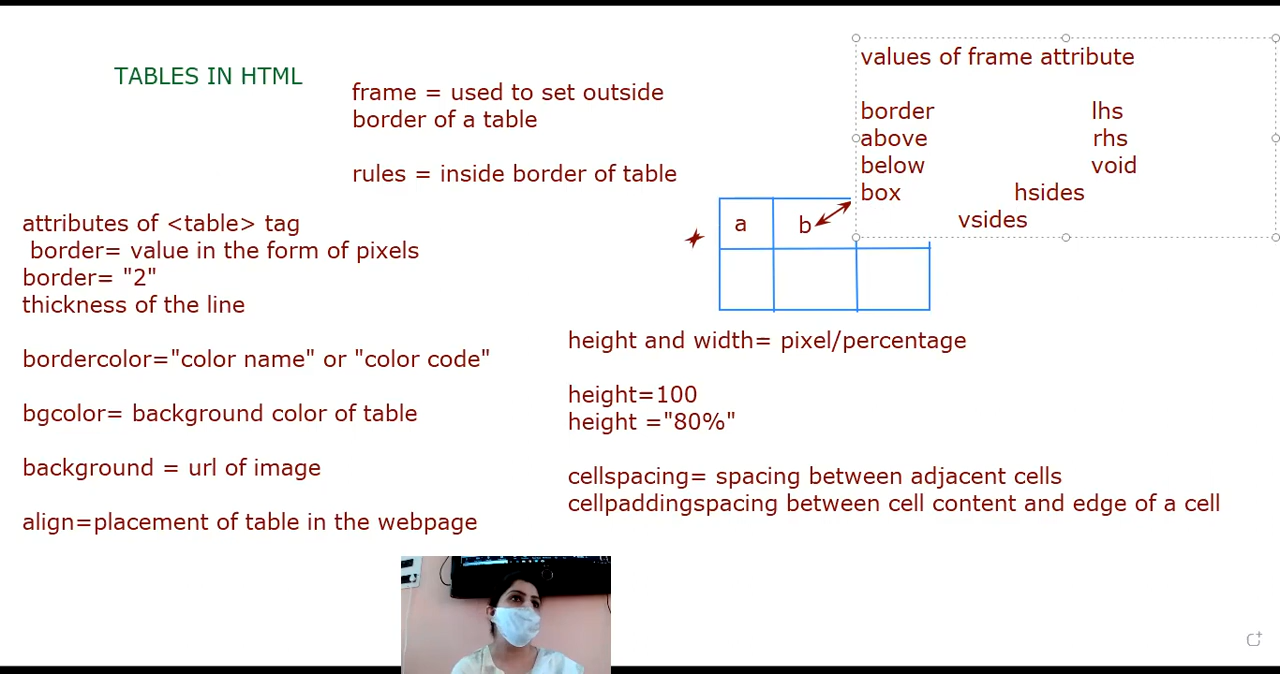 TABLES IN HTML
frame = used to set outside
border of a table
rules = inside border of table
values of frame attribute
border lhs
above rhs
below void
box hsides
vsides
attributes of <table> tag
border= value in the form of pixels
border= "2"
thickness of the line
bordercolor="color name" or "color code"
bgcolor= background color of table
background = url of image
align=placement of table in the webpage
a b
height and width= pixel/percentage
height=100
height ="80%"
cellspacing= spacing between adjacent cells
cellpaddingspacing between cell content and edge of a cell